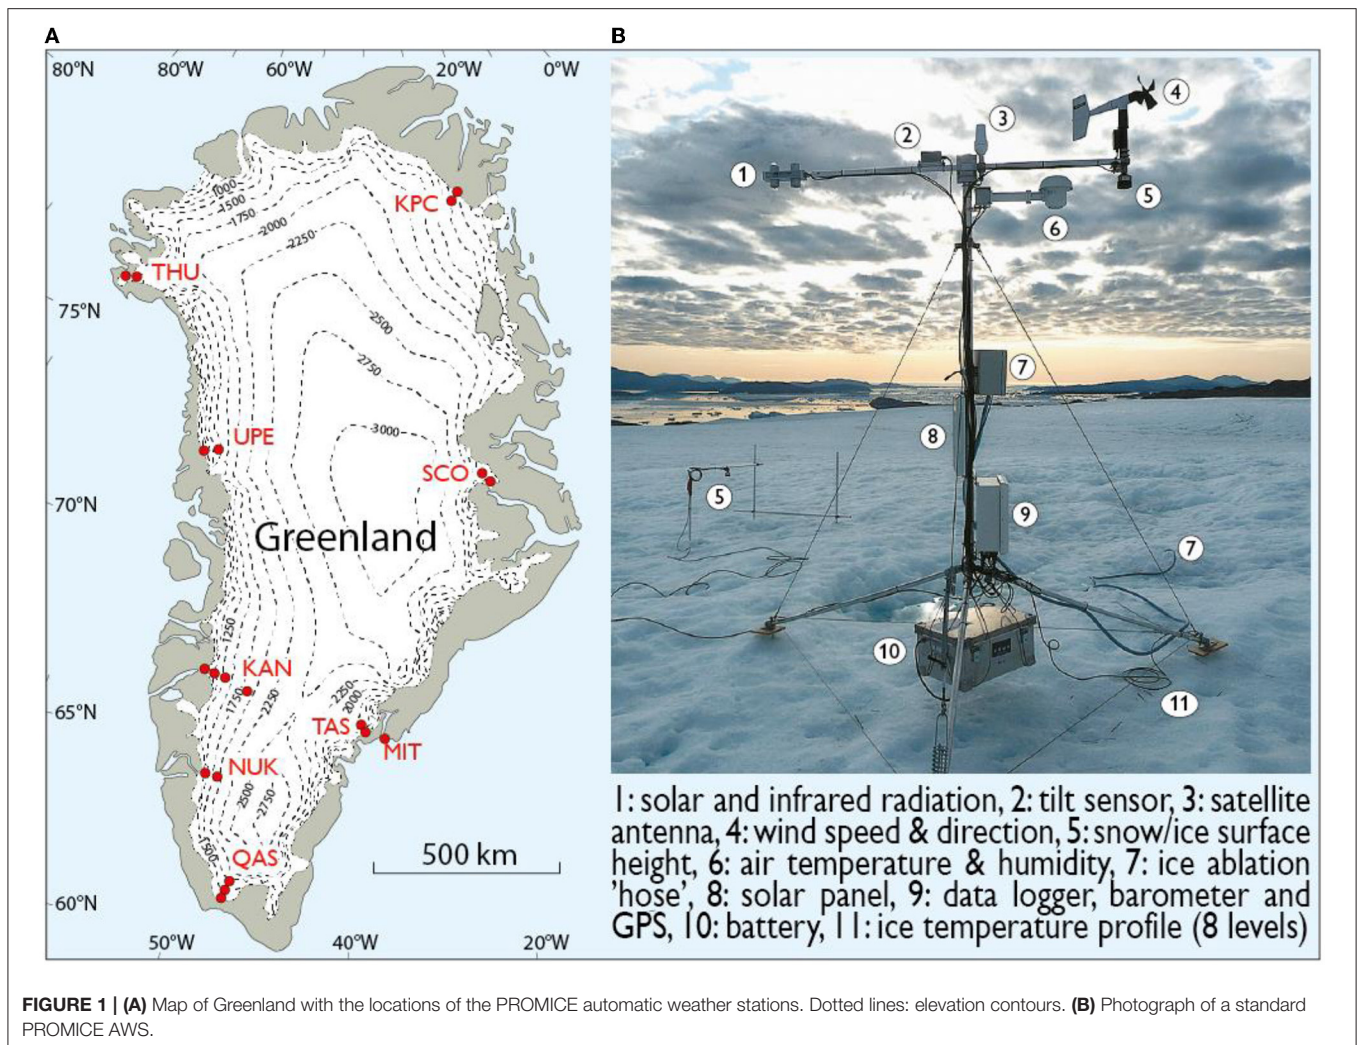 A
B
80°N
80°W
60°W
20°W
0°W
1000
1500
1750
2000
2250
KPC
THU
75°N
2500
2750
3000
UPE
SCO
70°N
Greenland
1250
KAN
1750
2250
2250
2000
65°N
TAS
MIT
NUK
2500
2750
1500
QAS
500 km
60°N
50°W
40°W
20°W
1
2
3
4
5
6
7
8
5
9
7
10
11
1: solar and infrared radiation, 2: tilt sensor, 3: satellite
antenna, 4: wind speed & direction, 5: snow/ice surface
height, 6: air temperature & humidity, 7: ice ablation
'hose', 8: solar panel, 9: data logger, barometer and
GPS, 10: battery, 11: ice temperature profile (8 levels)
FIGURE 1 | (A) Map of Greenland with the locations of the PROMICE automatic weather stations. Dotted lines: elevation contours. (B) Photograph of a standard
PROMICE AWS.